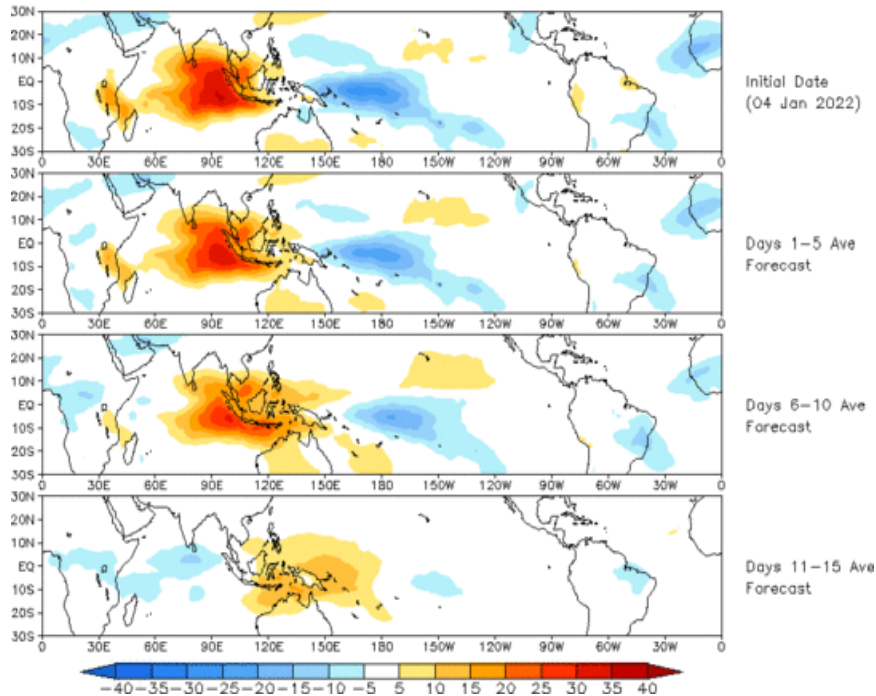 30N
20N
10N
EQ
10S
20S
30S
0 30E 60E 90E 120E 150E 180 150W 120W 90W 60W 30W 0
Initial Date
(04 Jan 2022)
30N
20N
10N
EQ
10S
20S
30S
0 30E 60E 90E 120E 150E 180 150W 120W 90W 60W 30W 0
Days 1-5 Ave
Forecast
30N
20N
10N
EQ
10S
20S
30S
0 30E 60E 90E 120E 150E 180 150W 120W 90W 60W 30W 0
Days 6-10 Ave
Forecast
30N
20N
10N
EQ
10S
20S
30S
0 30E 60E 90E 120E 150E 180 150W 120W 90W 60W 30W 0
Days 11-15 Ave
Forecast
-40 -35 -30 -25 -20 -15 -10 -5 5 10 15 20 25 30 35 40